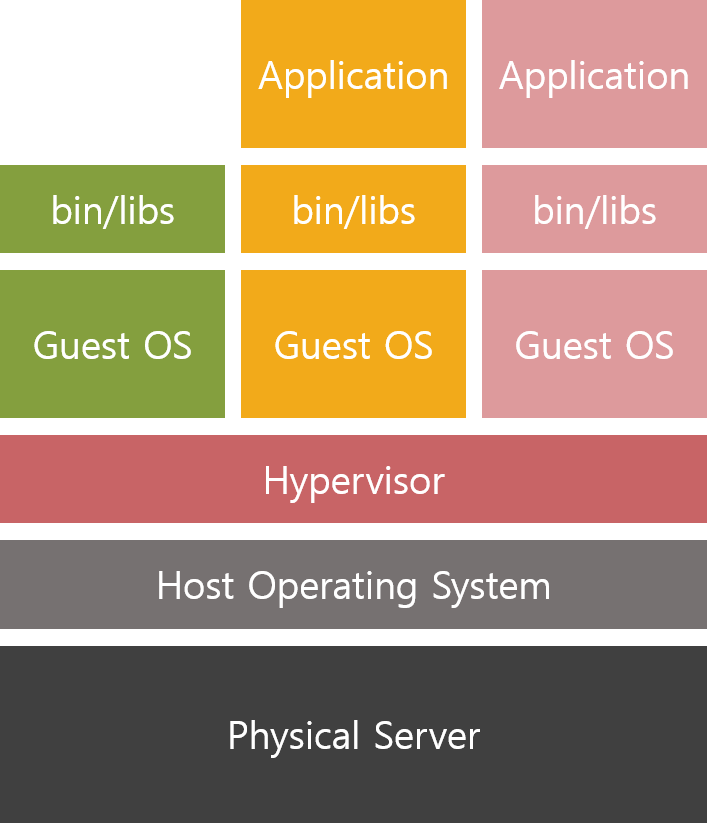 Application
Application
bin/libs
bin/libs
bin/libs
Guest OS
Guest OS
Guest OS
Hypervisor
Host Operating System
Physical Server